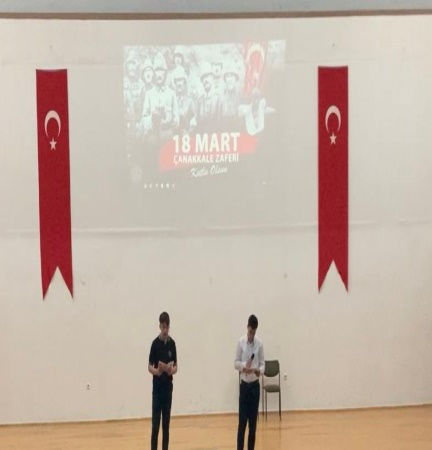 18 MART
ÇANAKKALE ZAFERİ
Kutlu Olsun